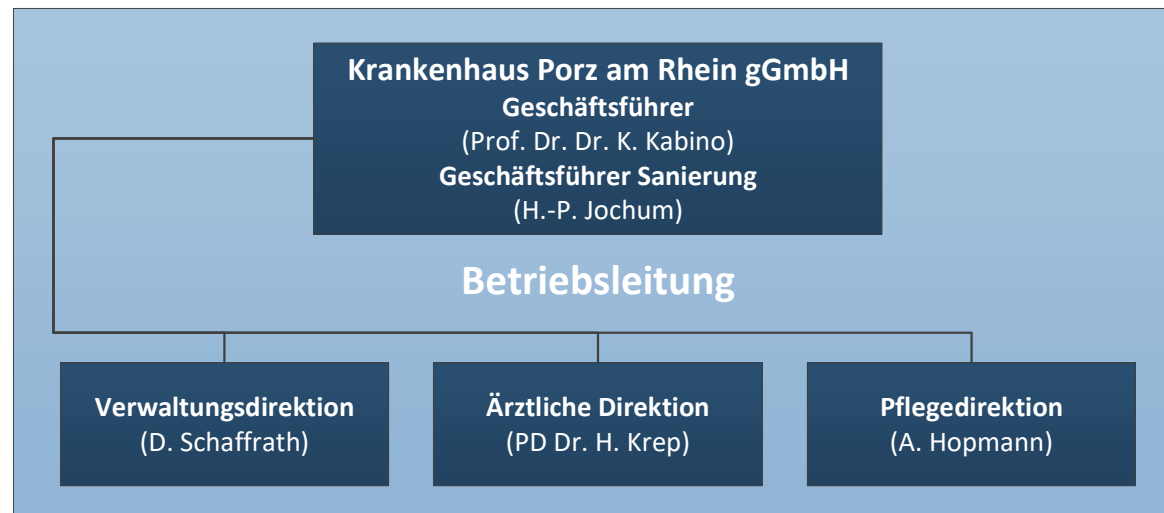 Krankenhaus Porz am Rhein gGmbH
Geschäftsführer
(Prof. Dr. Dr. K. Kabino)
Geschäftsführer Sanierung
(H.-P. Jochum)
Betriebsleitung
Verwaltungsdirektion
(D. Schaffrath)
Ärztliche Direktion
(PD Dr. H. Krep)
Pflegedirektion
(A. Hopmann)